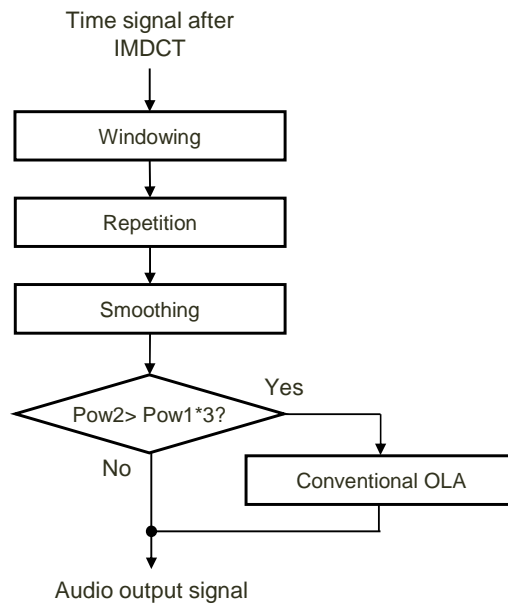 Time signal after
IMDCT
Windowing
Repetition
Smoothing
Pow2> Pow1*3?
Yes
No
Conventional OLA
Audio output signal